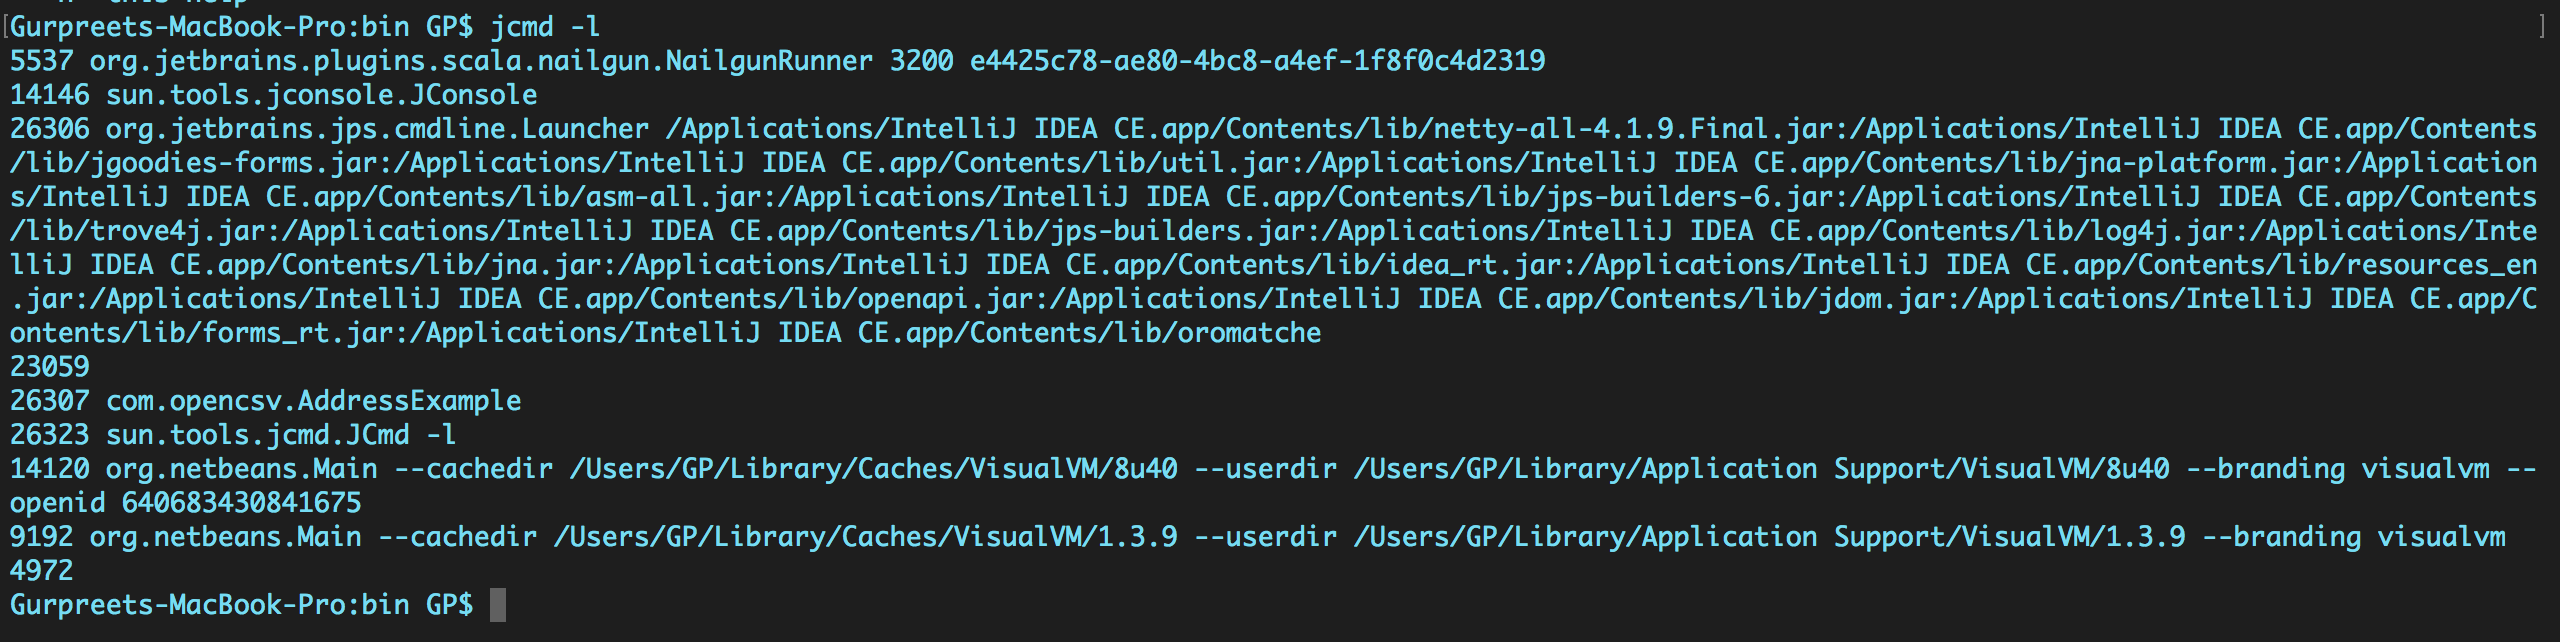 Gurpreets-MacBook-Pro:bin GP$ jcmd -l
5537 org.jetbrains.plugins.scala.nailgun.NailgunRunner 3200 e4425c78-ae80-4bc8-a4ef-1f8f0c4d2319
14146 sun.tools.jconsole.JConsole
26306 org.jetbrains.jps.cmdline.Launcher /Applications/IntelliJ IDEA CE.app/Contents/lib/netty-all-4.1.9.Final.jar:/Applications/IntelliJ IDEA CE.app/Contents
/lib/jgoodies-forms.jar:/Applications/IntelliJ IDEA CE.app/Contents/lib/util.jar:/Applications/IntelliJ IDEA CE.app/Contents/lib/jna-platform.jar:/Application
s/IntelliJ IDEA CE.app/Contents/lib/asm-all.jar:/Applications/IntelliJ IDEA CE.app/Contents/lib/jps-builders-6.jar:/Applications/IntelliJ IDEA CE.app/Contents
/lib/trove4j.jar:/Applications/IntelliJ IDEA CE.app/Contents/lib/jps-builders.jar:/Applications/IntelliJ IDEA CE.app/Contents/lib/log4j.jar:/Applications/Inte
lliJ IDEA CE.app/Contents/lib/jna.jar:/Applications/IntelliJ IDEA CE.app/Contents/lib/idea_rt.jar:/Applications/IntelliJ IDEA CE.app/Contents/lib/resources_en
.jar:/Applications/IntelliJ IDEA CE.app/Contents/lib/openapi.jar:/Applications/IntelliJ IDEA CE.app/Contents/lib/jdom.jar:/Applications/IntelliJ IDEA CE.app/C
ontents/lib/forms_rt.jar:/Applications/IntelliJ IDEA CE.app/Contents/lib/oromatche
23059
26307 com.opencsv.AddressExample
26323 sun.tools.jcmd.JCmd -l
14120 org.netbeans.Main --cachedir /Users/GP/Library/Caches/VisualVM/8u40 --userdir /Users/GP/Library/Application Support/VisualVM/8u40 --branding visualvm --
openid 640683430841675
9192 org.netbeans.Main --cachedir /Users/GP/Library/Caches/VisualVM/1.3.9 --userdir /Users/GP/Library/Application Support/VisualVM/1.3.9 --branding visualvm
4972
Gurpreets-MacBook-Pro:bin GP$